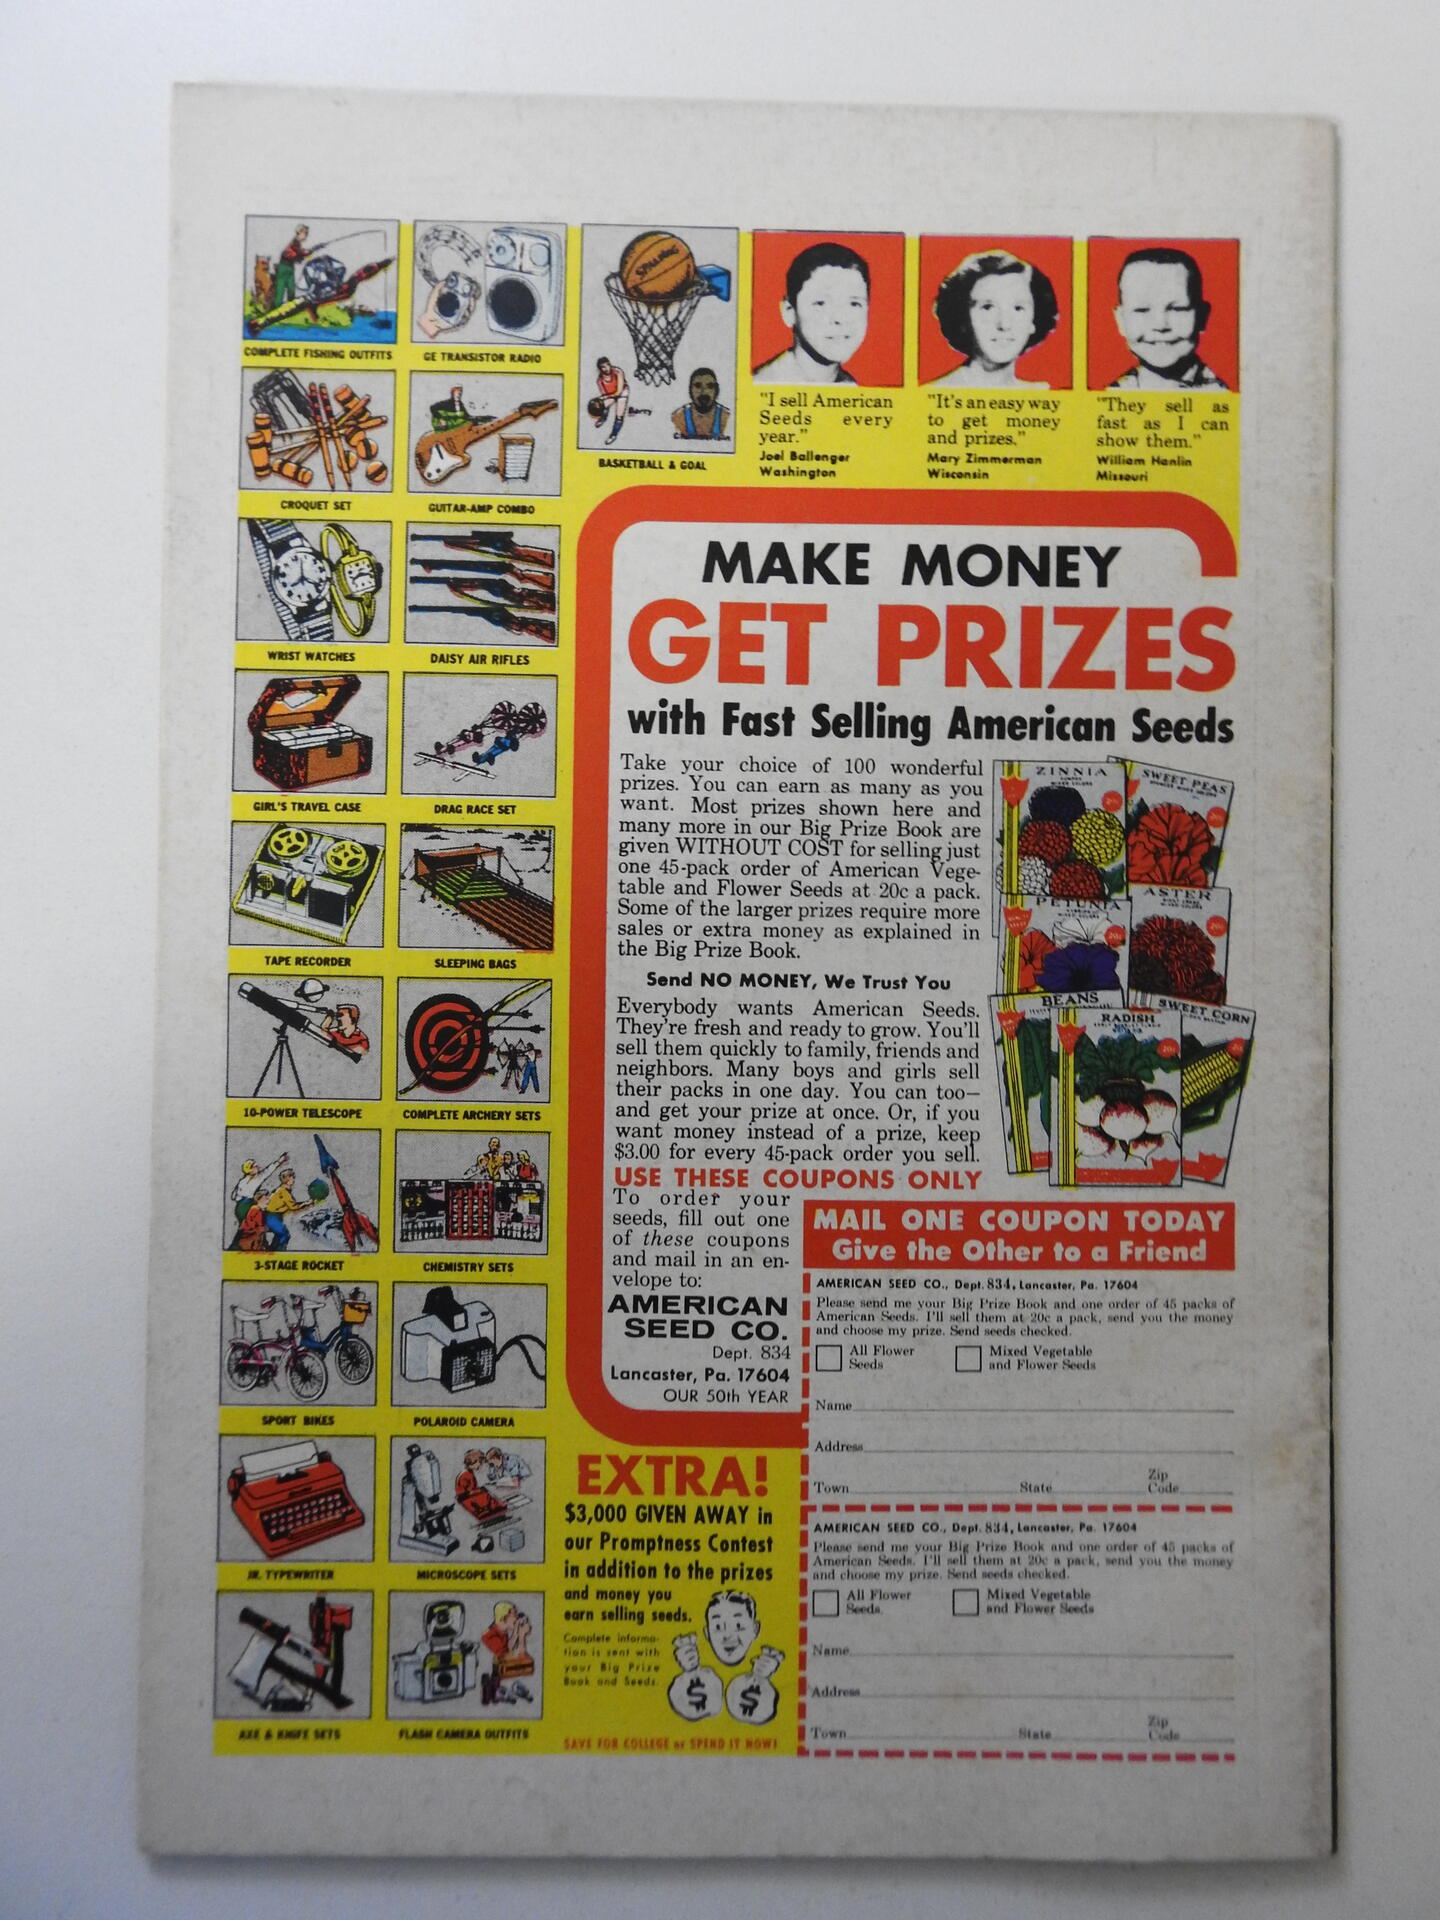 COMPLETE FISHING OUTFITS
GE TRANSISTOR RADIO
SPALDING
Barry
Chamberlain
BASKETBALL & GOAL
CROQUET SET
GUITAR-AMP COMBO
WRIST WATCHES
DAISY AIR RIFLES
GIRL'S TRAVEL CASE
DRAG RACE SET
TAPE RECORDER
SLEEPING BAGS
10-POWER TELESCOPE
COMPLETE ARCHERY SETS
3-STAGE ROCKET
CHEMISTRY SETS
SPORT BIKES
POLAROID CAMERA
JR. TYPEWRITER
MICROSCOPE SETS
AXE & KNIFE SETS
FLASH CAMERA OUTFITS
"I sell American
Seeds every
year."
Joel Ballenger
Washington
"It's an easy way
to get money
and prizes."
Mary Zimmerman
Wisconsin
"They sell as
fast as I can
show them."
William Hanlin
Missouri
MAKE MONEY
GET PRIZES
with Fast Selling American Seeds
Take your choice of 100 wonderful
prizes. You can earn as many as you
want. Most prizes shown here and
many more in our Big Prize Book are
given WITHOUT COST for selling just
one 45-pack order of American Vege-
table and Flower Seeds at 20c a pack.
Some of the larger prizes require more
sales or extra money as explained in
the Big Prize Book.
Send NO MONEY, We Trust You
Everybody wants American Seeds.
They're fresh and ready to grow. You'll
sell them quickly to family, friends and
neighbors. Many boys and girls sell
their packs in one day. You can too—
and get your prize at once. Or, if you
want money instead of a prize, keep
$3.00 for every 45-pack order you sell.
ZINNIA
SWEET PEAS
PETUNIA
ASTER
BEANS
RADISH
SWEET CORN
USE THESE COUPONS ONLY
To order your
seeds, fill out one
of these coupons
and mail in an en-
velope to:
AMERICAN
SEED CO.
Dept. 834
Lancaster, Pa. 17604
OUR 50th YEAR
EXTRA!
$3,000 GIVEN AWAY in
our Promptness Contest
in addition to the prizes
and money you
earn selling seeds.
Complete informa-
tion is sent with
your Big Prize
Book and Seeds.
$ $
SAVE FOR COLLEGE or SPEND IT NOW!
MAIL ONE COUPON TODAY
Give the Other to a Friend
AMERICAN SEED CO., Dept. 834, Lancaster, Pa. 17604
Please send me your Big Prize Book and one order of 45 packs of
American Seeds. I'll sell them at 20c a pack, send you the money
and choose my prize. Send seeds checked.
All Flower
Seeds
Mixed Vegetable
and Flower Seeds
Name
Address
Town State Zip Code
AMERICAN SEED CO., Dept. 834, Lancaster, Pa. 17604
Please send me your Big Prize Book and one order of 45 packs of
American Seeds. I'll sell them at 20c a pack, send you the money
and choose my prize. Send seeds checked.
All Flower
Seeds
Mixed Vegetable
and Flower Seeds
Name
Address
Town State Zip Code